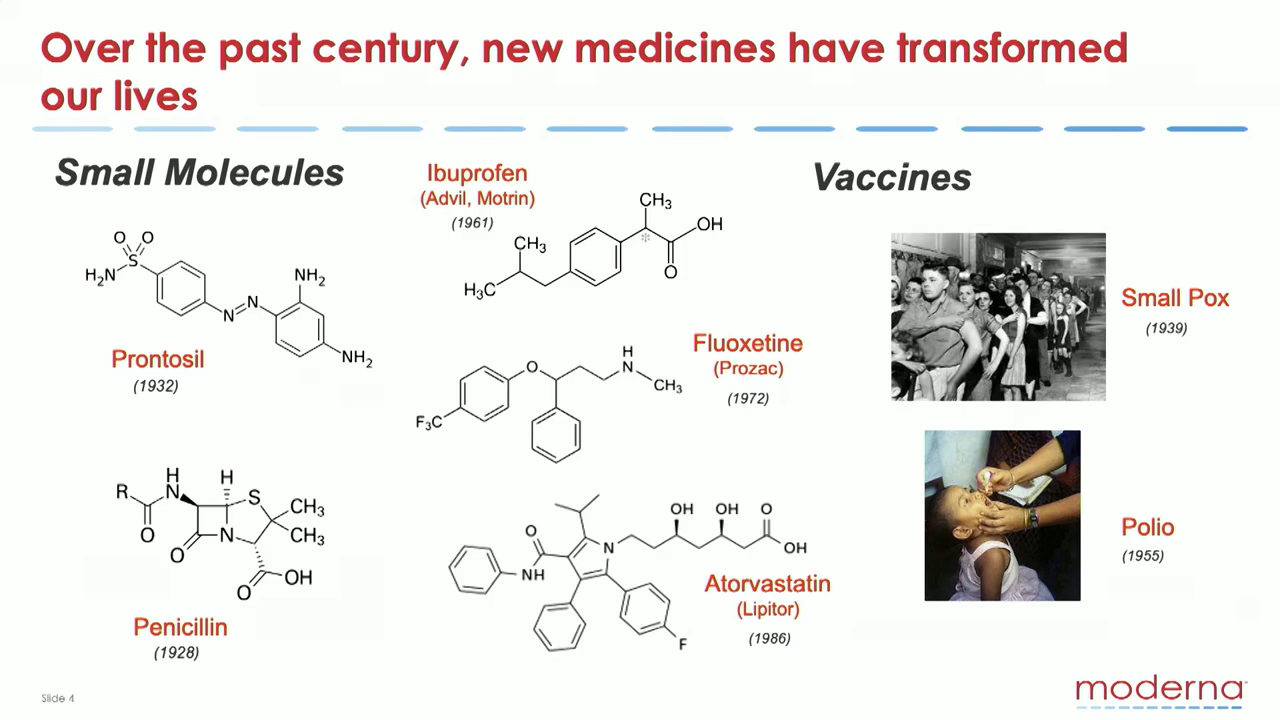 Over the past century, new medicines have transformed
our lives
Small Molecules
H₂N
O O
S
N
N
NH₂
NH₂
Prontosil
(1932)
R
H
N
O
H
S
CH₃
CH₃
N
O
O
OH
Penicillin
(1928)
Ibuprofen
(Advil, Motrin)
(1961)
CH₃
H₃C
CH₃
*
OH
O
Fluoxetine
(Prozac)
(1972)
F₃C
O
H
N
CH₃
OH
OH
O
OH
O
NH
N
F
Atorvastatin
(Lipitor)
(1986)
Vaccines
Small Pox
(1939)
Polio
(1955)
Slide 4
moderna